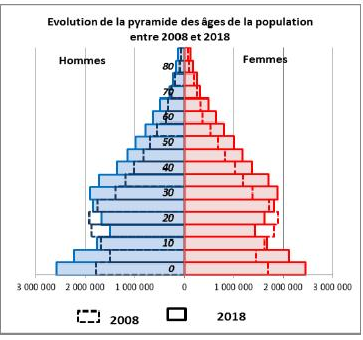 Evolution de la pyramide des âges de la population
entre 2008 et 2018
Hommes
Femmes
80
70
60
50
40
30
20
10
0
3 000 000 2 000 000 1 000 000 0 1 000 000 2 000 000 3 000 000
2008 2018